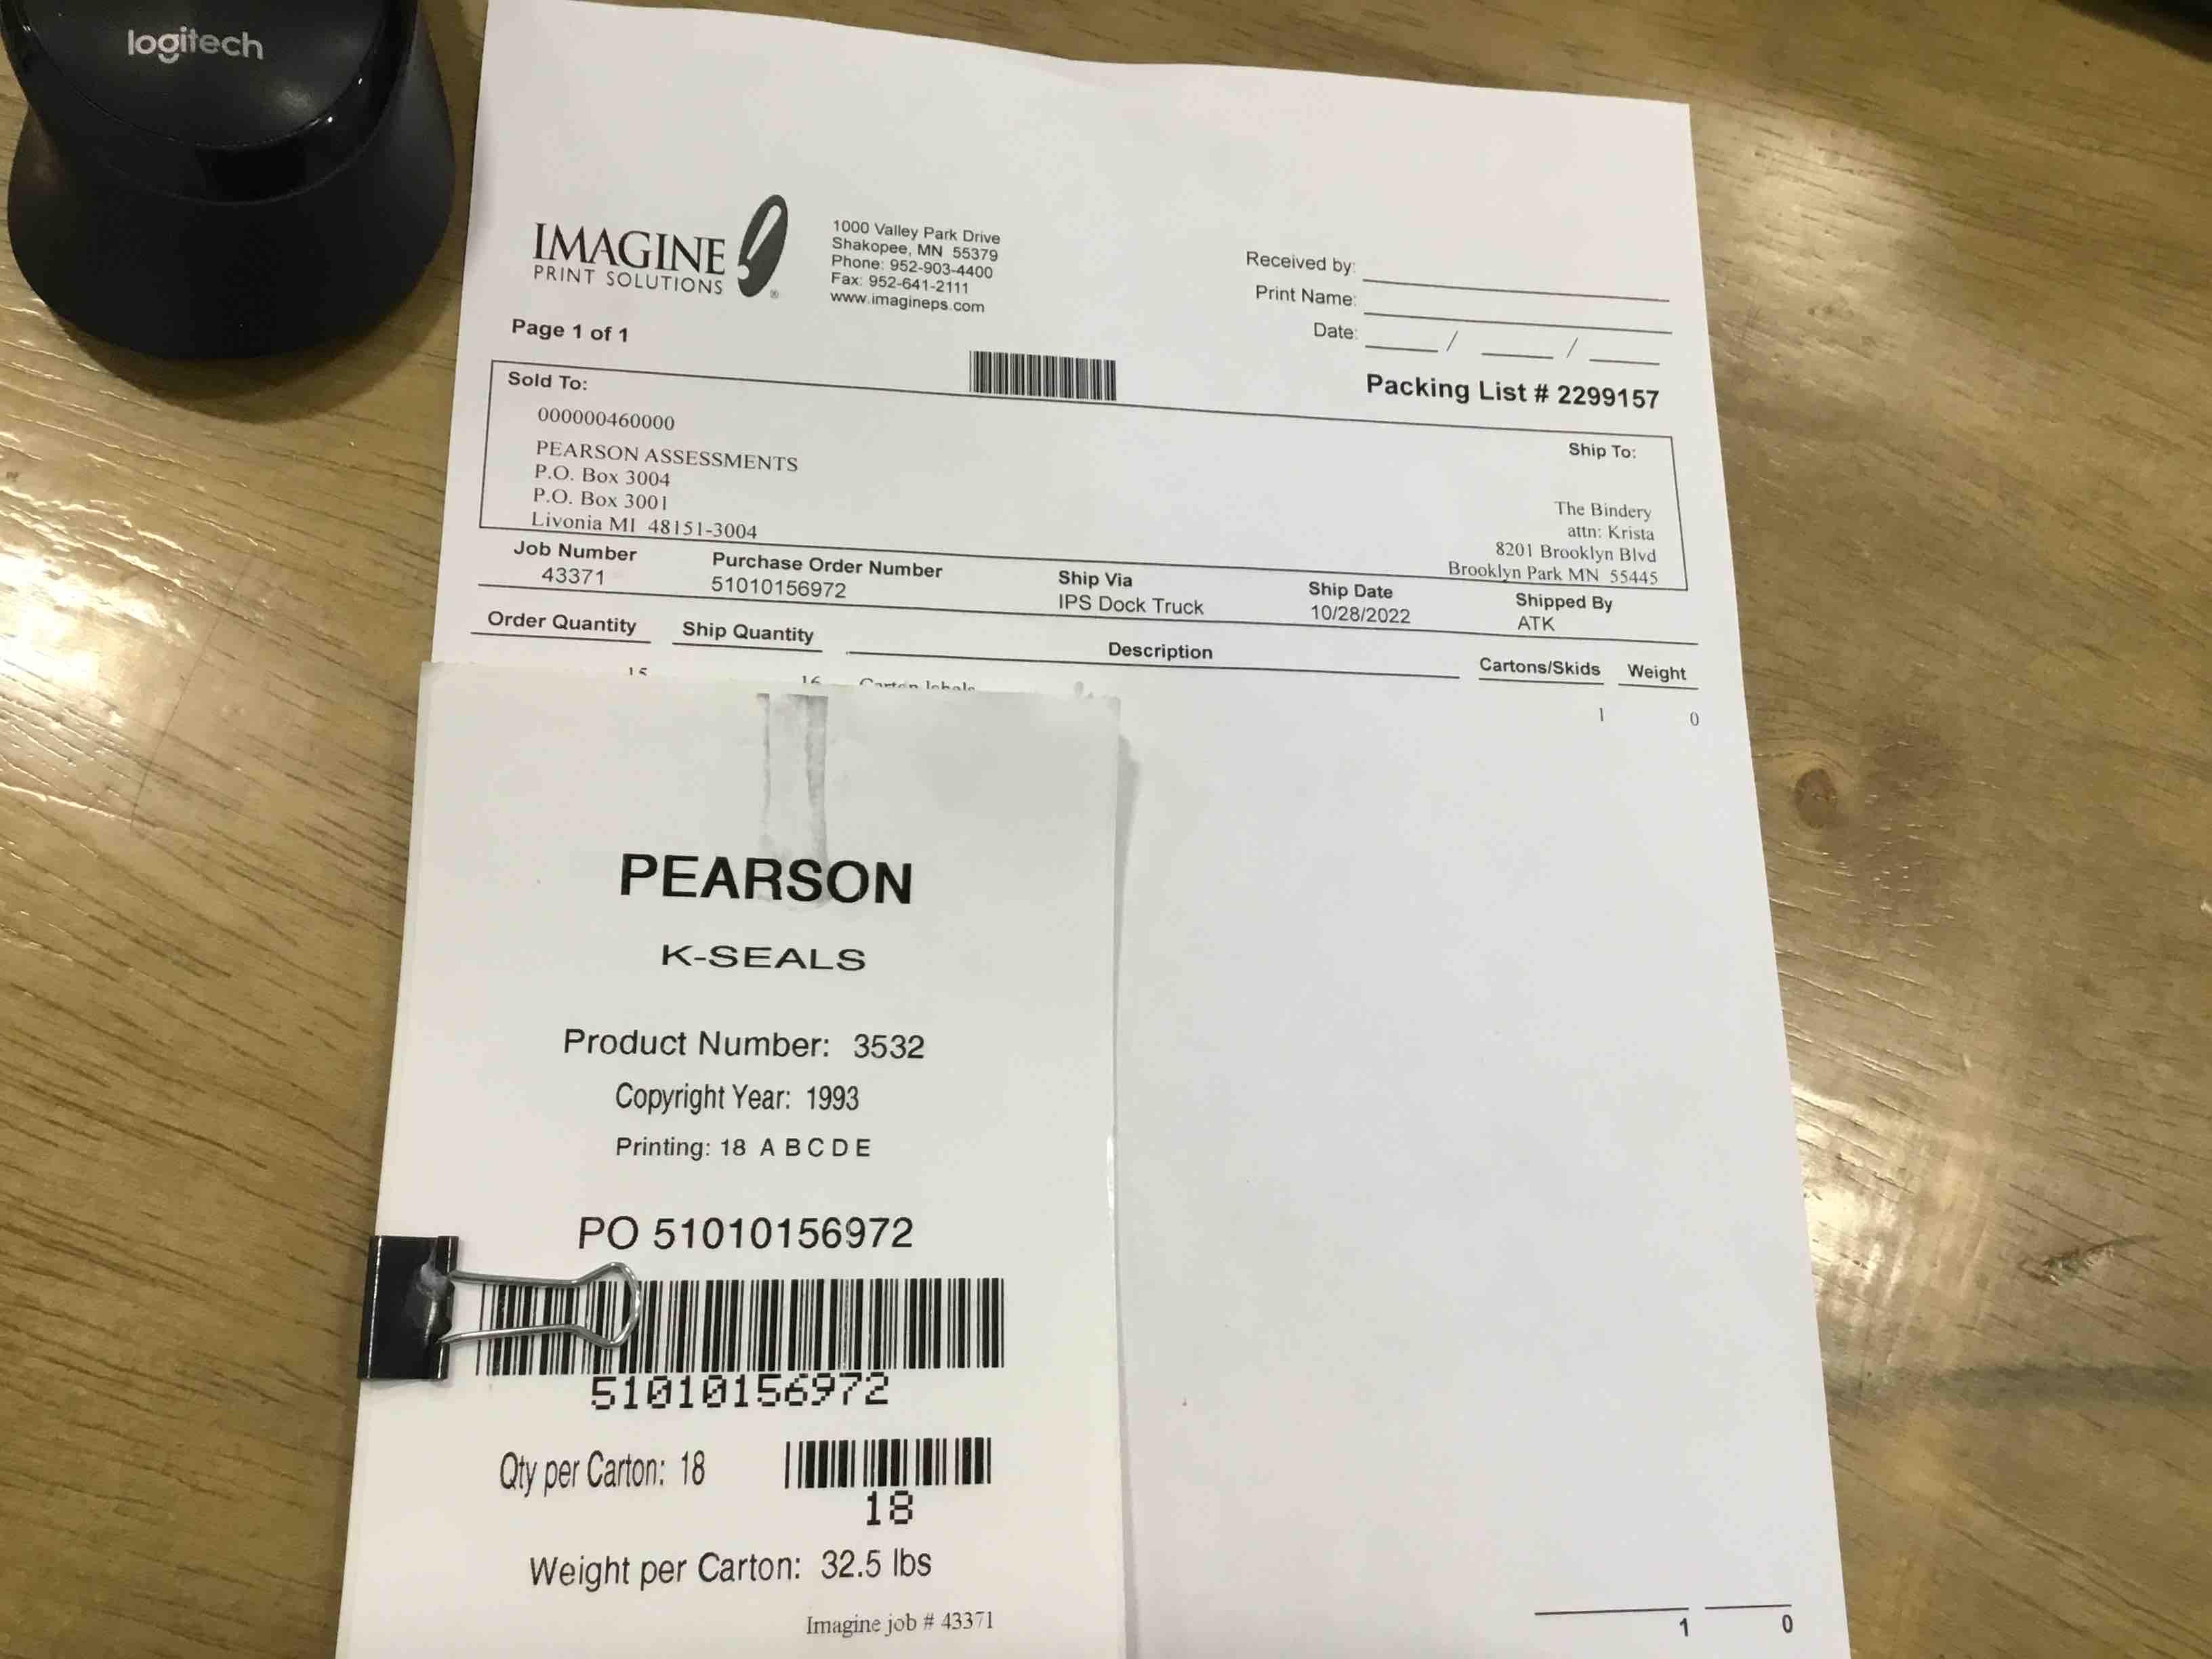 logitech
IMAGINE
PRINT SOLUTIONS
®
1000 Valley Park Drive
Shakopee, MN 55379
Phone: 952-903-4400
Fax: 952-641-2111
www.imagineps.com
Received by:
Print Name:
Date: / /
Page 1 of 1
Packing List # 2299157
Sold To:
000000460000
PEARSON ASSESSMENTS
P.O. Box 3004
P.O. Box 3001
Livonia MI 48151-3004
Ship To:
The Bindery
attn: Krista
8201 Brooklyn Blvd
Brooklyn Park MN 55445
Job Number Purchase Order Number Ship Via Ship Date Shipped By
43371 51010156972 IPS Dock Truck 10/28/2022 ATK
Order Quantity Ship Quantity Description Cartons/Skids Weight
15 16 Carton labels 1 0
PEARSON
K-SEALS
Product Number: 3532
Copyright Year: 1993
Printing: 18 A B C D E
PO 51010156972
51010156972
Qty per Carton: 18
18
Weight per Carton: 32.5 lbs
Imagine job # 43371
1 0